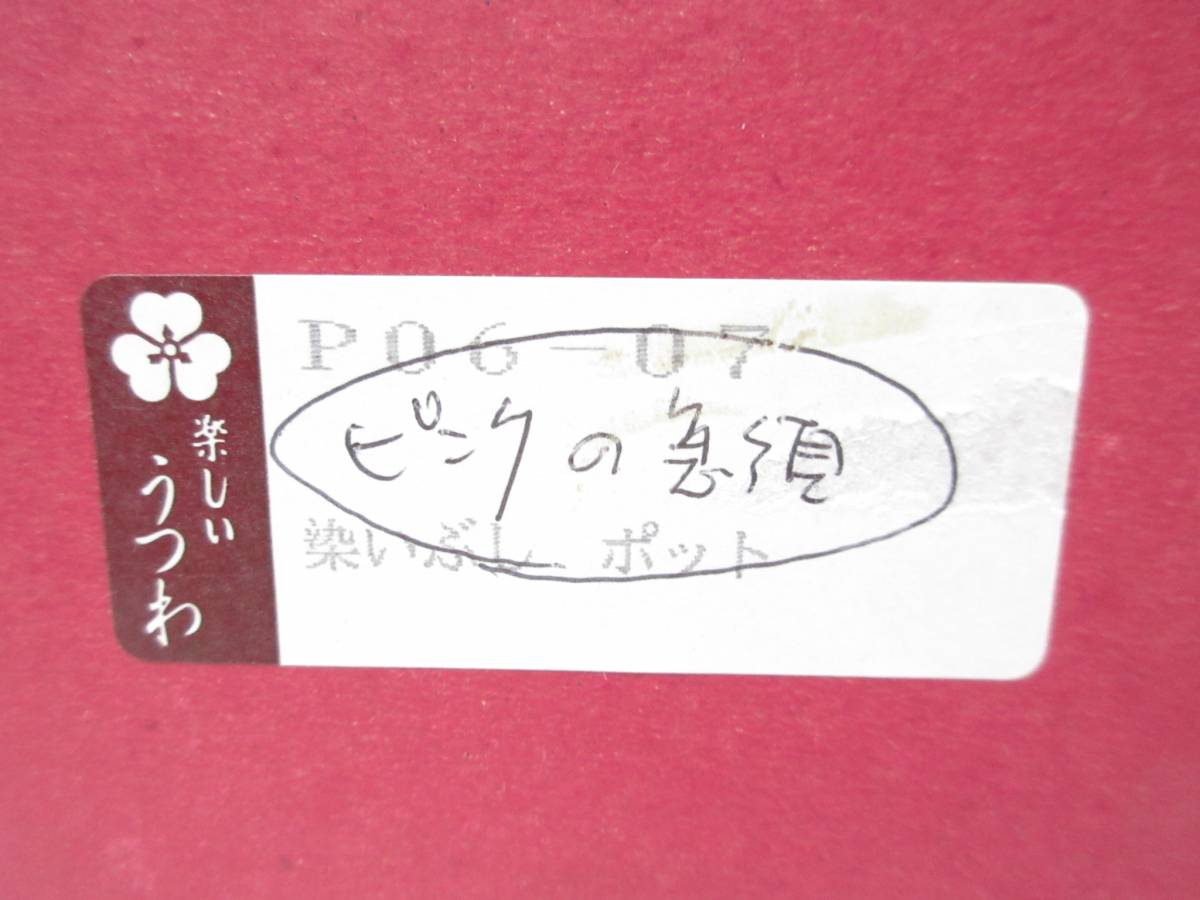 楽しい
うつわ
P06-07
ピンクの急須
染いぶし ポット